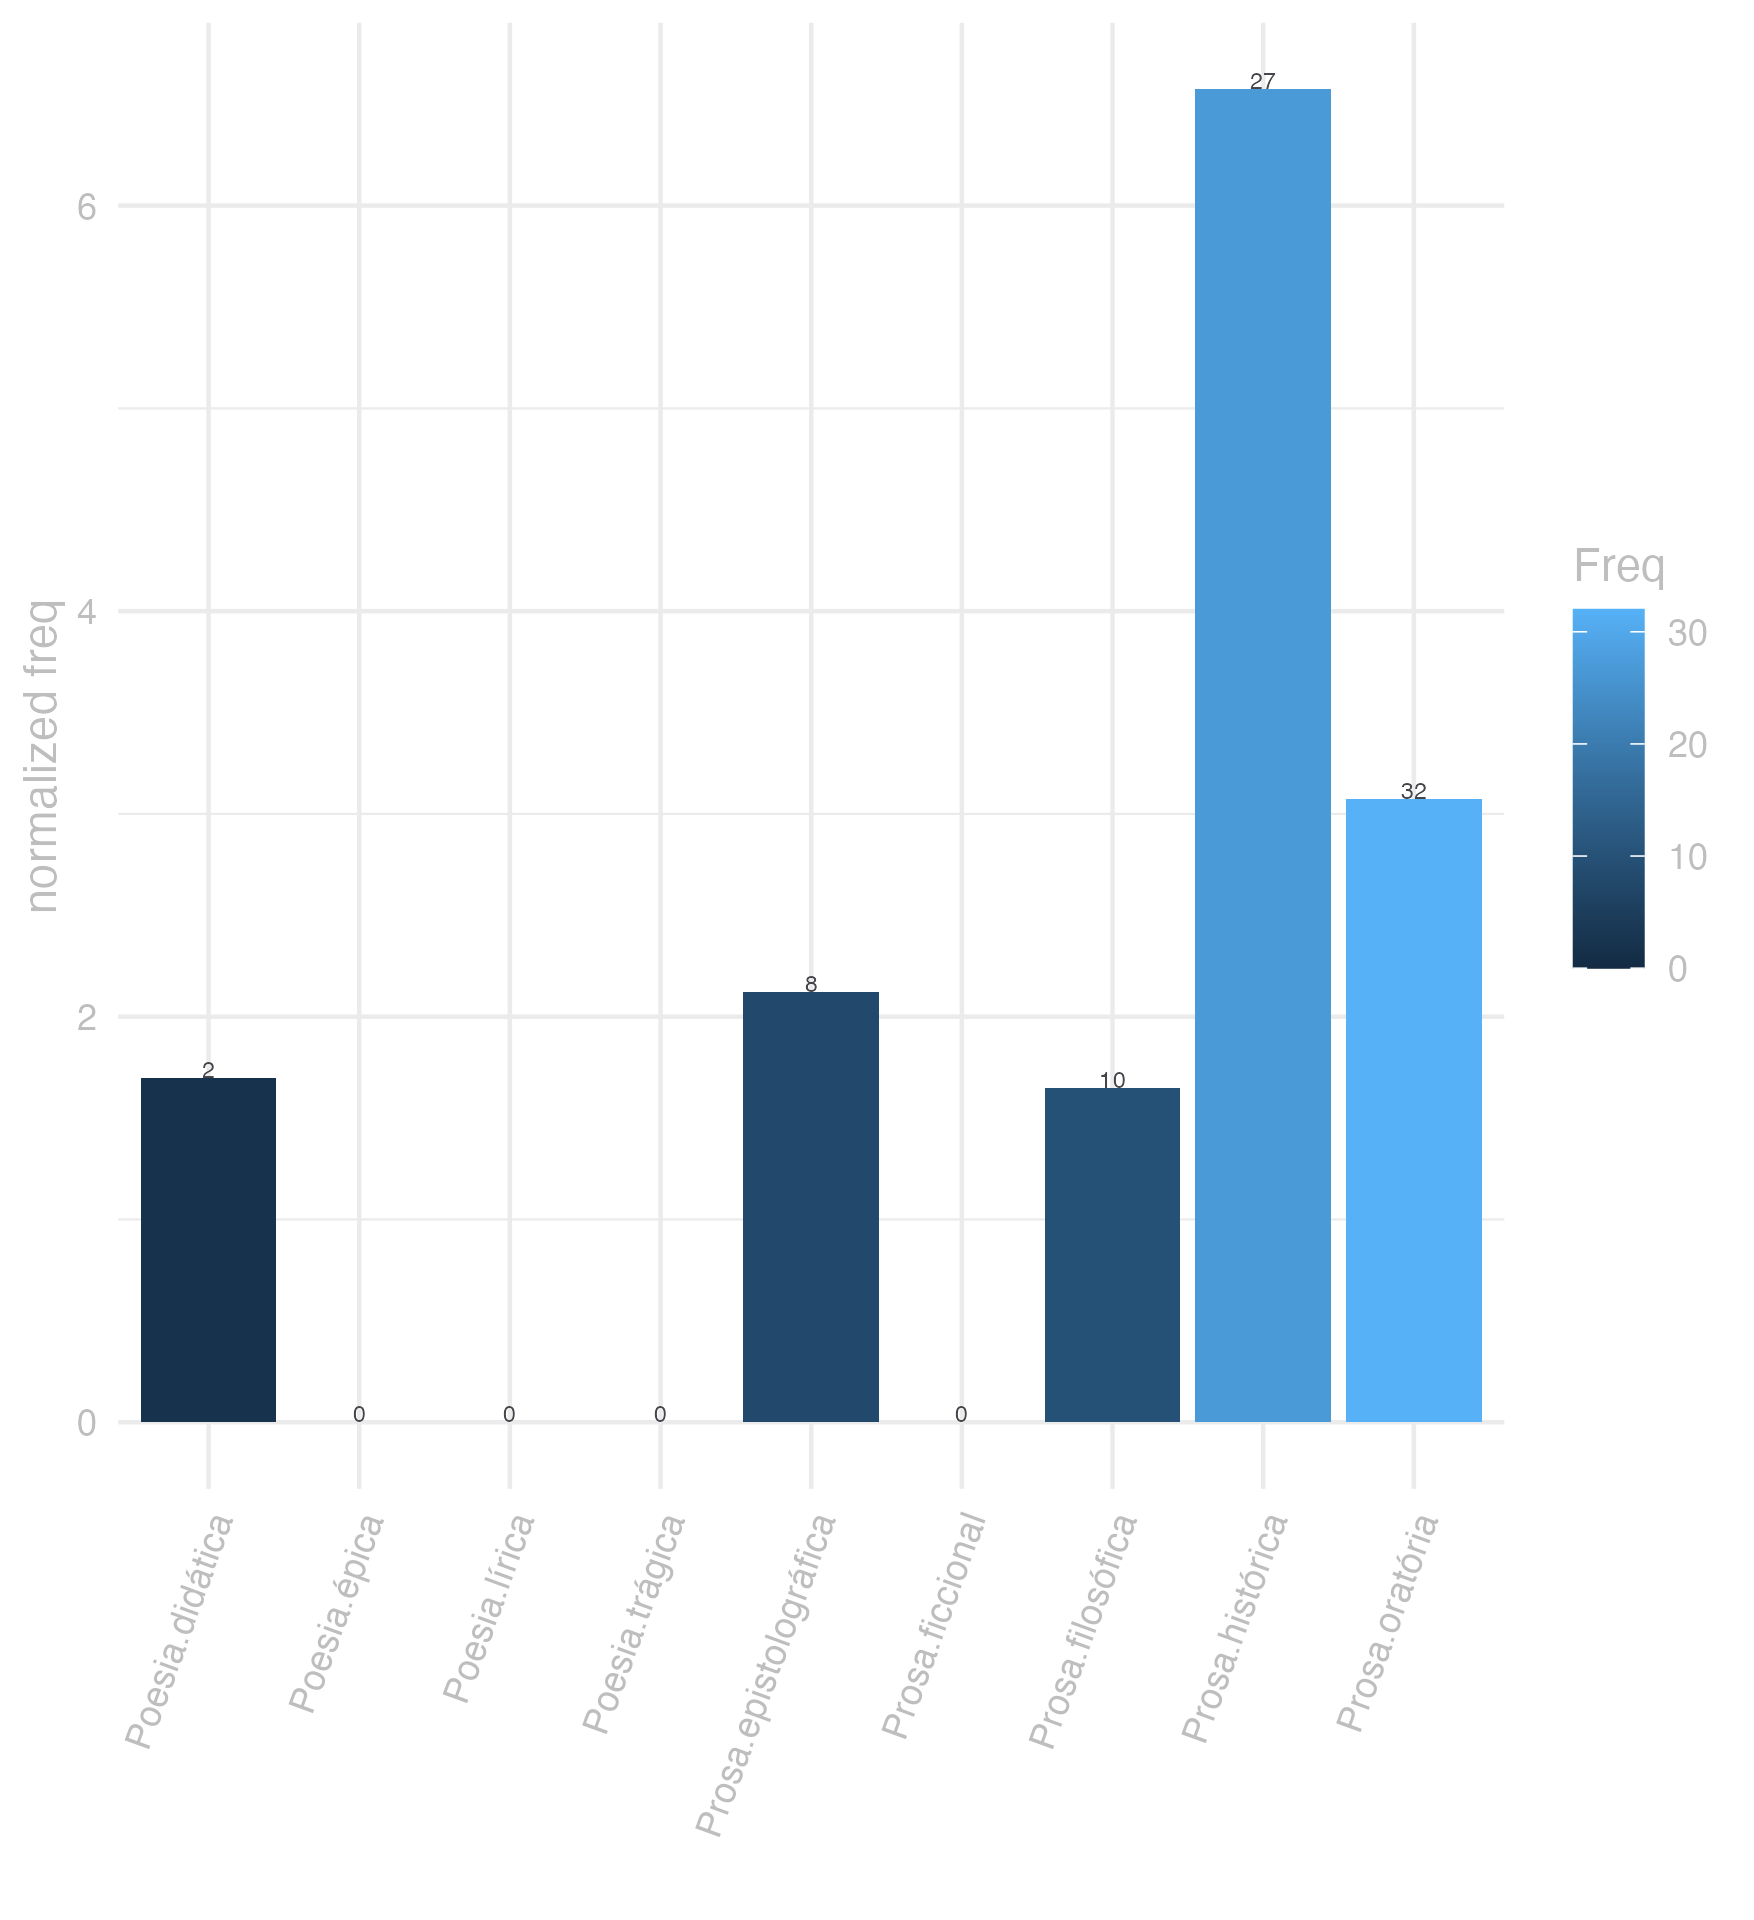 normalized freq
6
4
2
0
2
0
0
0
8
0
10
27
32
Poesia.didática
Poesia.épica
Poesia.lírica
Poesia.trágica
Prosa.epistolográfica
Prosa.ficcional
Prosa.filosófica
Prosa.histórica
Prosa.oratória
Freq
30
20
10
0